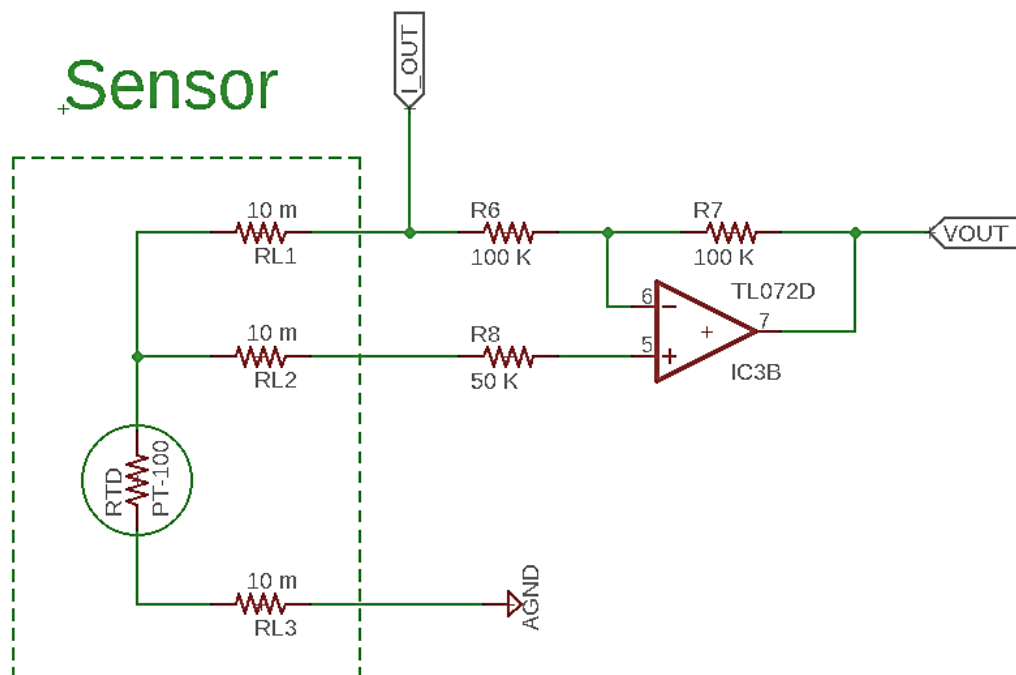 I_OUT
Sensor
10 m
RL1
R6
100 K
R7
100 K
VOUT
10 m
RL2
R8
50 K
6
5
7
TL072D
IC3B
RTD
PT-100
10 m
RL3
AGND